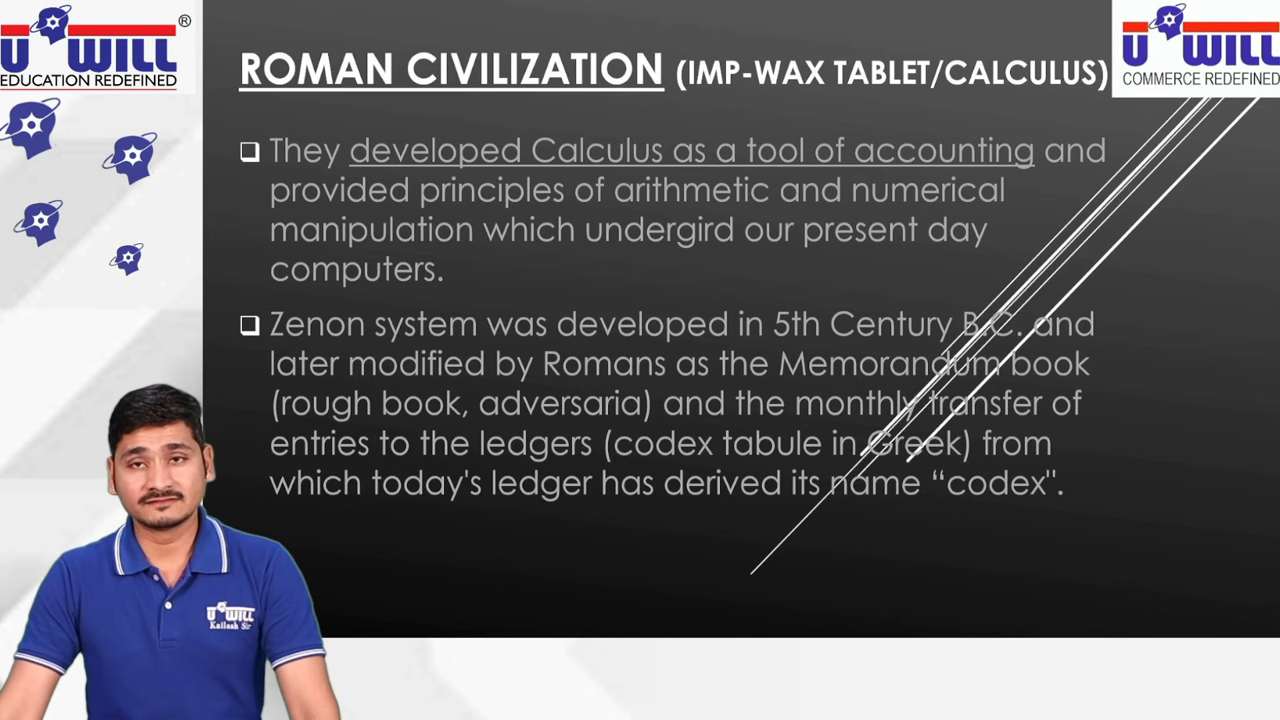 U WILL ®
EDUCATION REDEFINED
ROMAN CIVILIZATION (IMP-WAX TABLET/CALCULUS)
U WILL
COMMERCE REDEFINED
❑ They developed Calculus as a tool of accounting and
provided principles of arithmetic and numerical
manipulation which undergird our present day
computers.
❑ Zenon system was developed in 5th Century B.C. and
later modified by Romans as the Memorandum book
(rough book, adversaria) and the monthly transfer of
entries to the ledgers (codex tabule in Greek) from
which today's ledger has derived its name “codex".
U WILL
Kailash Sir